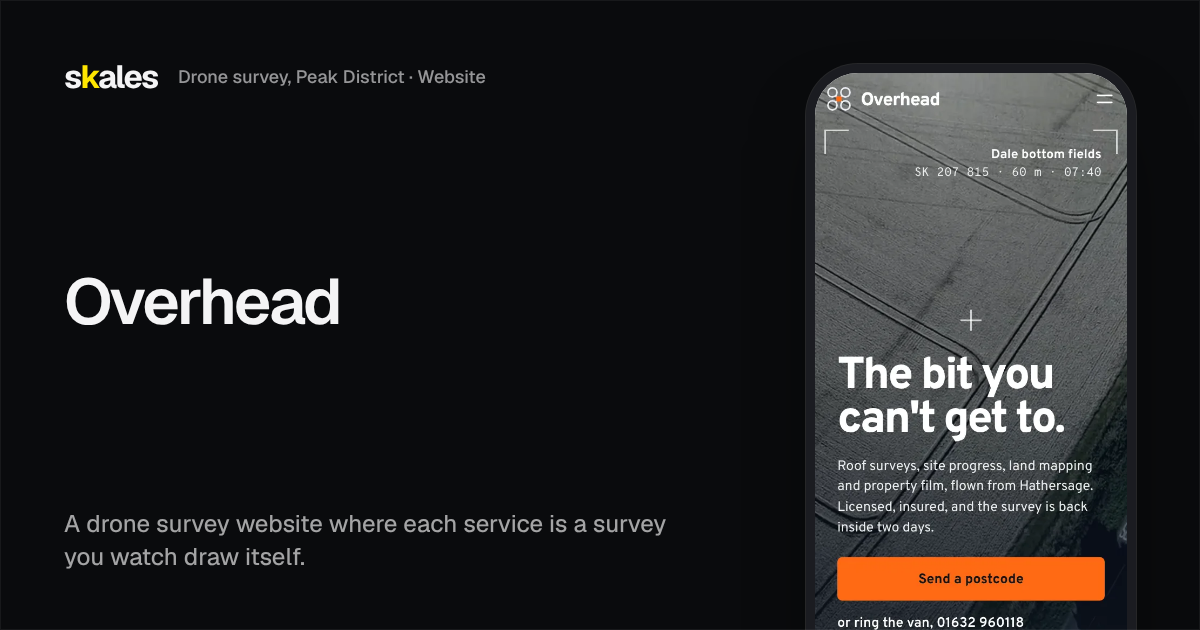 skales
Drone survey, Peak District · Website
Overhead
A drone survey website where each service is a survey
you watch draw itself.
Overhead
Dale bottom fields
SK 207 815 · 60 m · 07:40
The bit you
can't get to.
Roof surveys, site progress, land mapping
and property film, flown from Hathersage.
Licensed, insured, and the survey is back
inside two days.
Send a postcode
or ring the van, 01632 960118